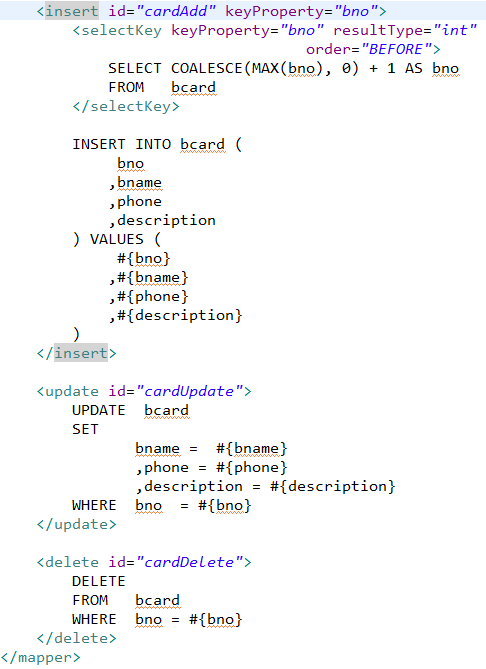 <insert id="cardAdd" keyProperty="bno">
<selectKey keyProperty="bno" resultType="int"
order="BEFORE">
SELECT COALESCE(MAX(bno), 0) + 1 AS bno
FROM   bcard
</selectKey>
INSERT INTO bcard (
bno
,bname
,phone
,description
) VALUES (
#{bno}
,#{bname}
,#{phone}
,#{description}
)
</insert>
<update id="cardUpdate">
UPDATE  bcard
SET
bname =  #{bname}
,phone = #{phone}
,description = #{description}
WHERE  bno  = #{bno}
</update>
<delete id="cardDelete">
DELETE
FROM   bcard
WHERE  bno = #{bno}
</delete>
</mapper>